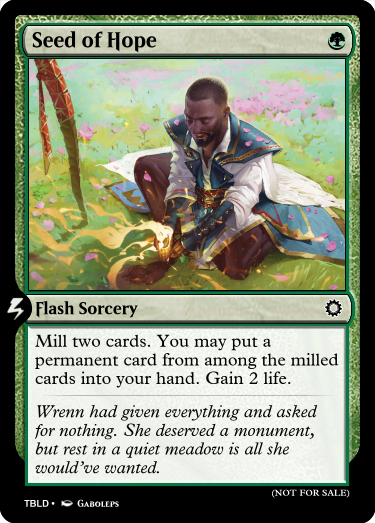 Seed of Hope
Flash Sorcery
Mill two cards. You may put a
permanent card from among the milled
cards into your hand. Gain 2 life.
Wrenn had given everything and asked
for nothing. She deserved a monument,
but rest in a quiet meadow is all she
would've wanted.
(NOT FOR SALE)
TBLD • Gaboleps